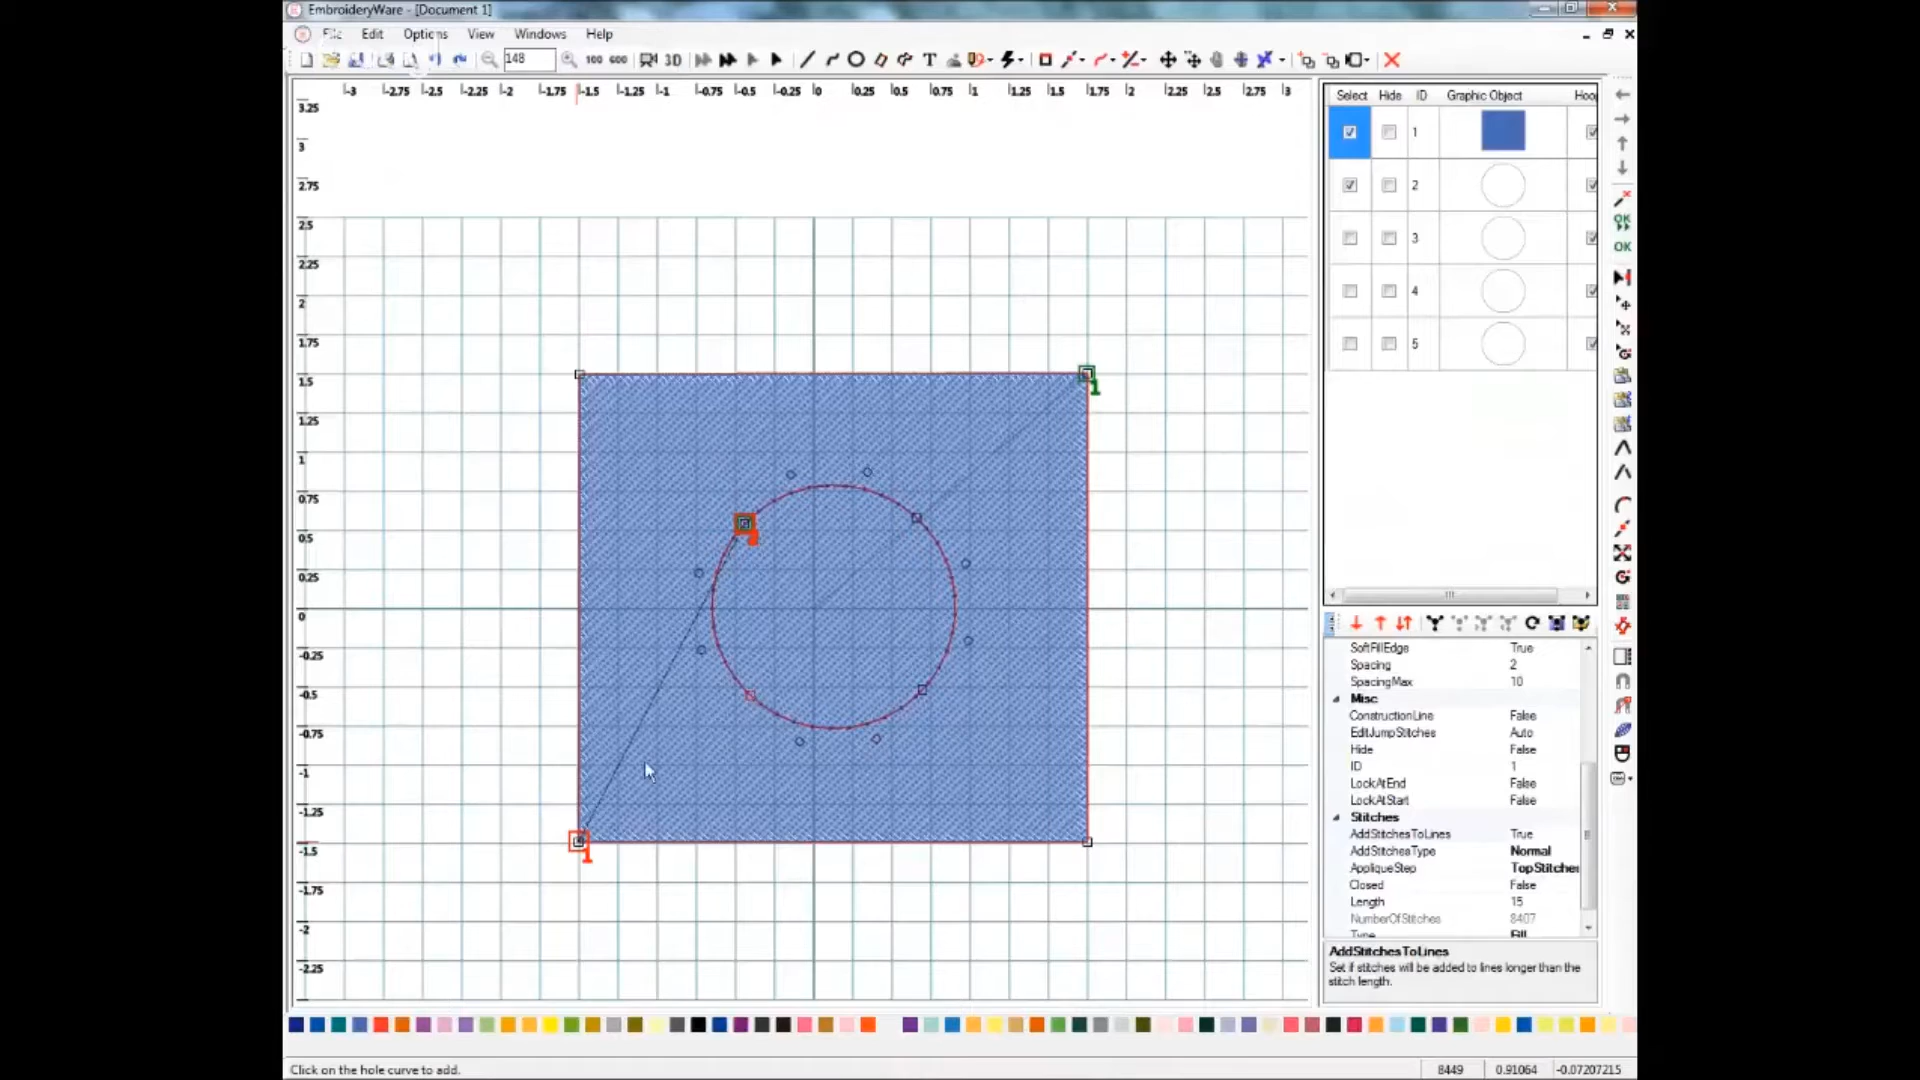 EmbroideryWare - [Document 1]
File Edit Options View Windows Help
148 100 600 3D T
-3 -2.75 -2.5 -2.25 -2 -1.75 -1.5 -1.25 -1 -0.75 -0.5 -0.25 0 0.25 0.5 0.75 1 1.25 1.5 1.75 2 2.25 2.5 2.75 3
3.25
3
2.75
2.5
2.25
2
1.75
1.5
1.25
1
0.75
0.5
0.25
0
-0.25
-0.5
-0.75
-1
-1.25
-1.5
-1.75
-2
-2.25
1
1
Select Hide ID Graphic Object Hoop
1
2
3
4
5
OK
OK
SoftFillEdge True
Spacing 2
SpacingMax 10
Misc
ConstructionLine False
EditJumpStitches Auto
Hide False
ID 1
LockAtEnd False
LockAtStart False
Stitches
AddStitchesToLines True
AddStitchesType Normal
AppliqueStep TopStitches
Closed False
Length 15
NumberOfStitches 8407
Type Fill
AddStitchesToLines
Set if stitches will be added to lines longer than the
stitch length.
Click on the hole curve to add.
8449 0.91064 -0.07207215